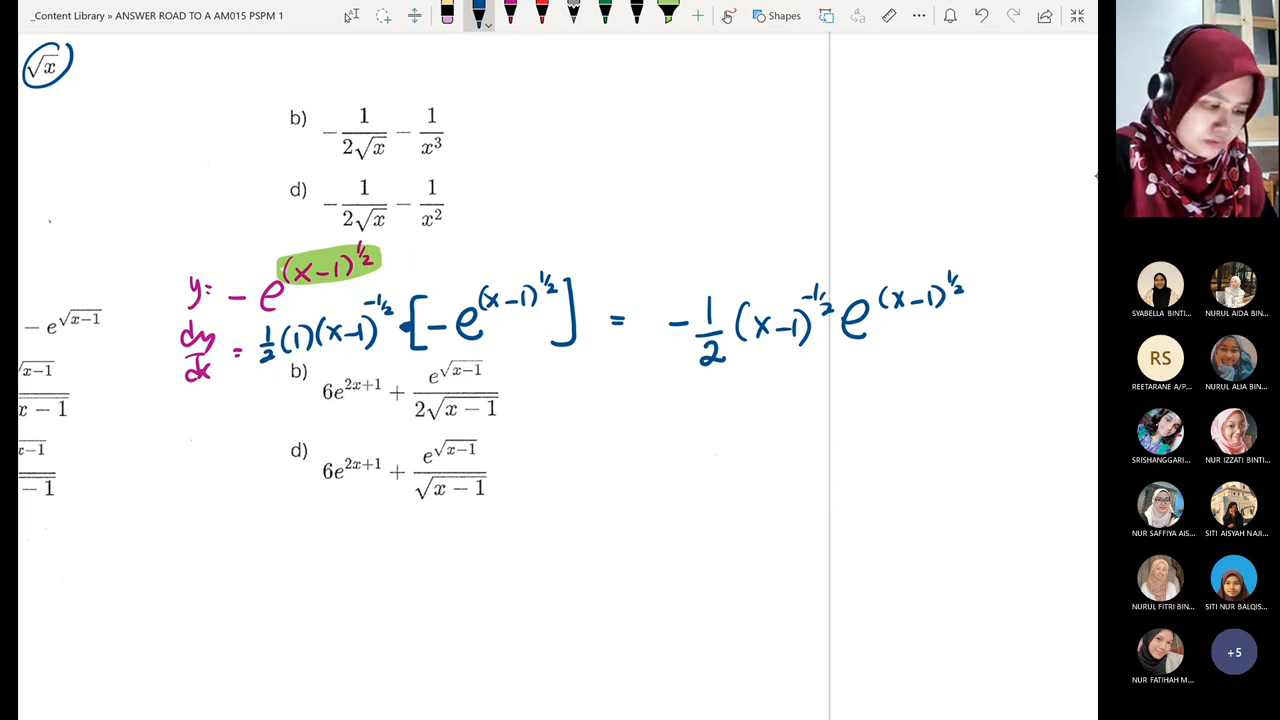 _Content Library » ANSWER ROAD TO A AM015 PSPM 1
Shapes
√x
b) -1/(2√x) - 1/x³
d) -1/(2√x) - 1/x²
y = -e^(x-1)^½
dy/dx = ½(1)(x-1)^-½ · [-e^(x-1)^½] = -½(x-1)^-½ e^(x-1)^½
- e^√(x-1)
√x-1
x - 1
b) 6e^(2x+1) + e^√(x-1)/(2√(x-1))
x-1
- 1
d) 6e^(2x+1) + e^√(x-1)/√(x-1)
SYABELLA BINTI...
NURUL AIDA BIN...
RS
REETARANE A/P...
NURUL ALIA BIN...
SRISHANGGARI...
NUR IZZATI BINTI...
NUR SAFFIYA AIS...
SITI AISYAH NAJI...
NURUL FITRI BIN...
SITI NUR BALQIS...
NUR FATIHAH M...
+5